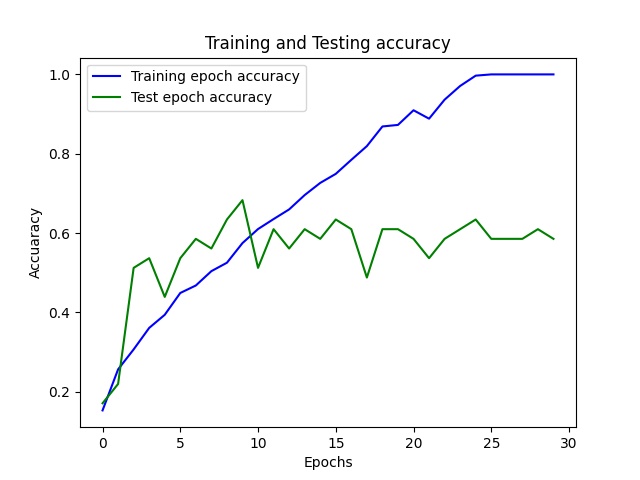 Training and Testing accuracy
Training epoch accuracy
Test epoch accuracy
1.0
0.8
0.6
0.4
0.2
Accuaracy
0 5 10 15 20 25 30
Epochs